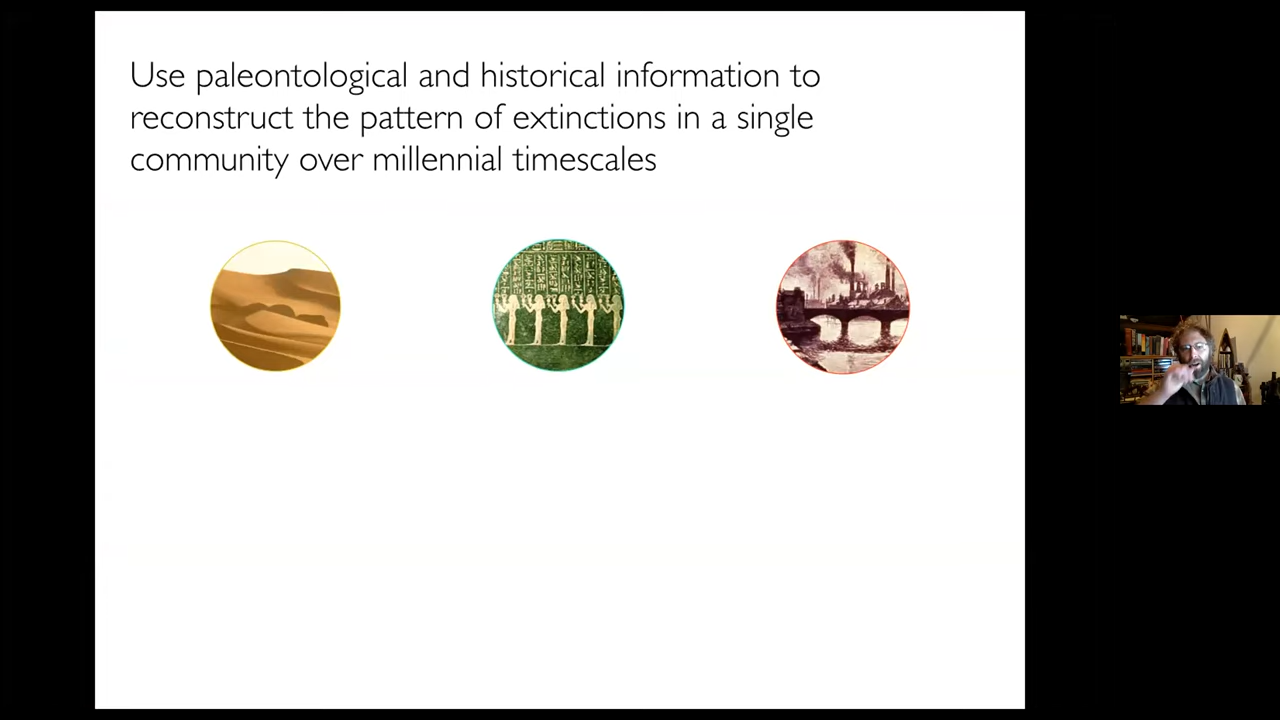 Use paleontological and historical information to
reconstruct the pattern of extinctions in a single
community over millennial timescales